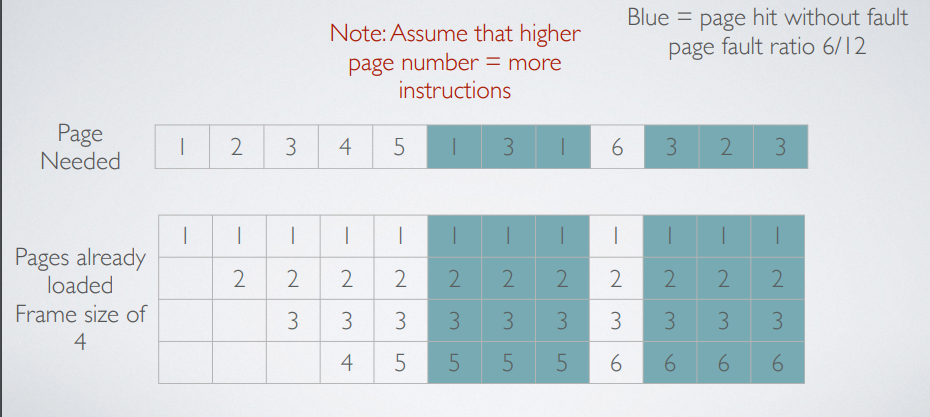 Note: Assume that higher
page number = more
instructions
Blue = page hit without fault
page fault ratio 6/12
Page
Needed
1 2 3 4 5 1 3 1 6 3 2 3
Pages already
loaded
Frame size of
4
1 1 1 1 1 1 1 1 1 1 1 1
2 2 2 2 2 2 2 2 2 2 2
3 3 3 3 3 3 3 3 3 3
4 5 5 5 5 6 6 6 6